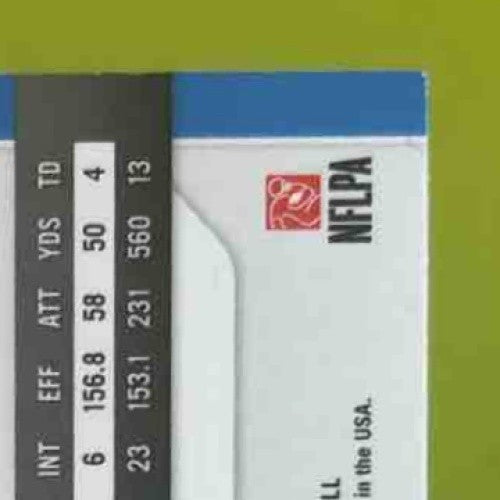 INT EFF ATT YDS TD
6 156.8 58 50 4
23 153.1 231 560 13
NFLPA
LL
in the USA.